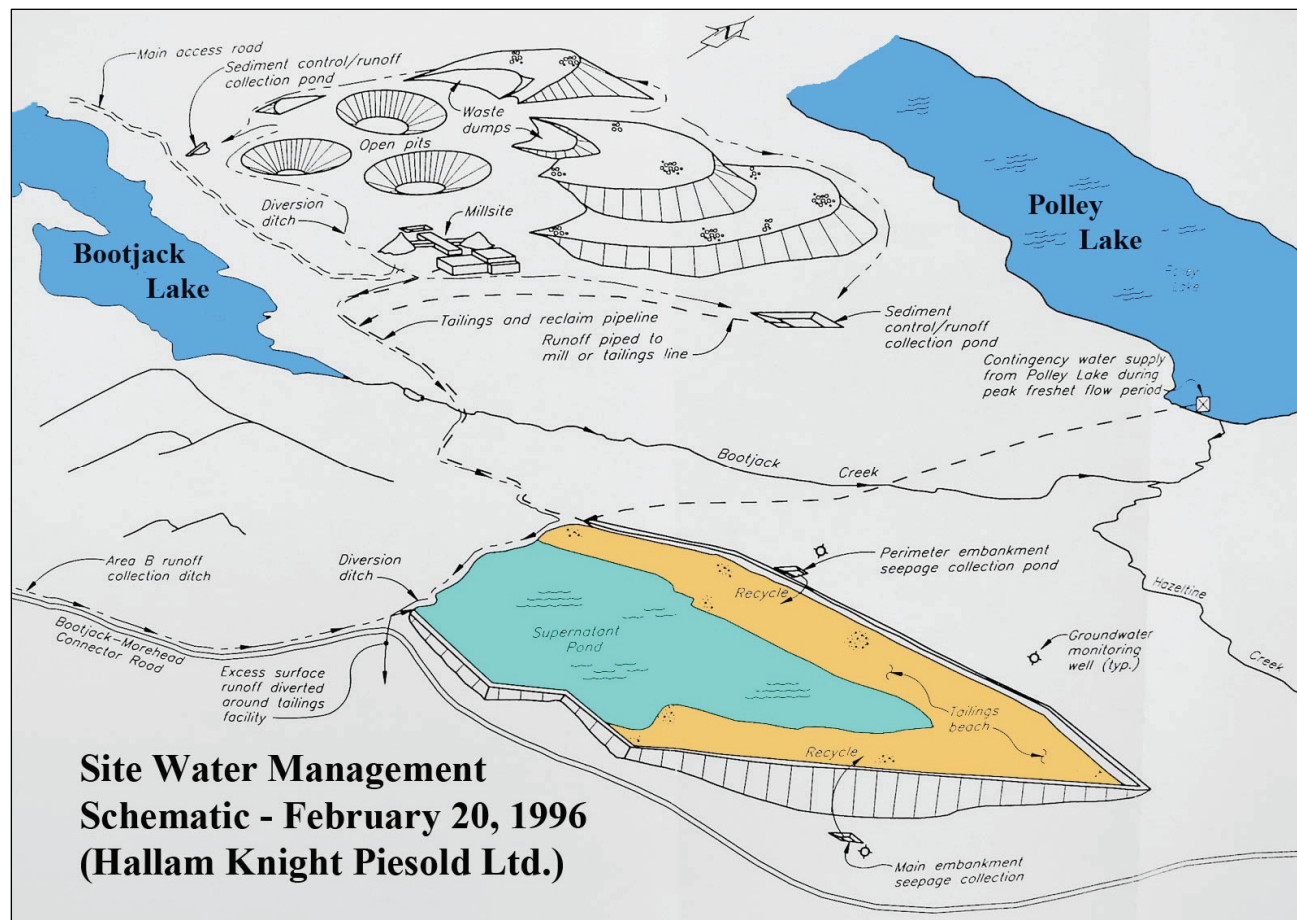 Main access road
Sediment control/runoff
collection pond
Waste
dumps
Open pits
Diversion
ditch
Millsite
Polley
Lake
Polley
Lake
Bootjack
Lake
Tailings and reclaim pipeline
Runoff piped to
mill or tailings line
Sediment
control/runoff
collection pond
Contingency water supply
from Polley Lake during
peak freshet flow period
Bootjack Creek
Area B runoff
collection ditch
Diversion
ditch
Perimeter embankment
seepage collection pond
Recycle
Hazeltine
Creek
Bootjack-Morehead
Connector Road
Supernatant
Pond
Groundwater
monitoring
well (typ.)
Excess surface
runoff diverted
around tailings
facility
Tailings
beach
Recycle
Main embankment
seepage collection
Site Water Management
Schematic - February 20, 1996
(Hallam Knight Piesold Ltd.)